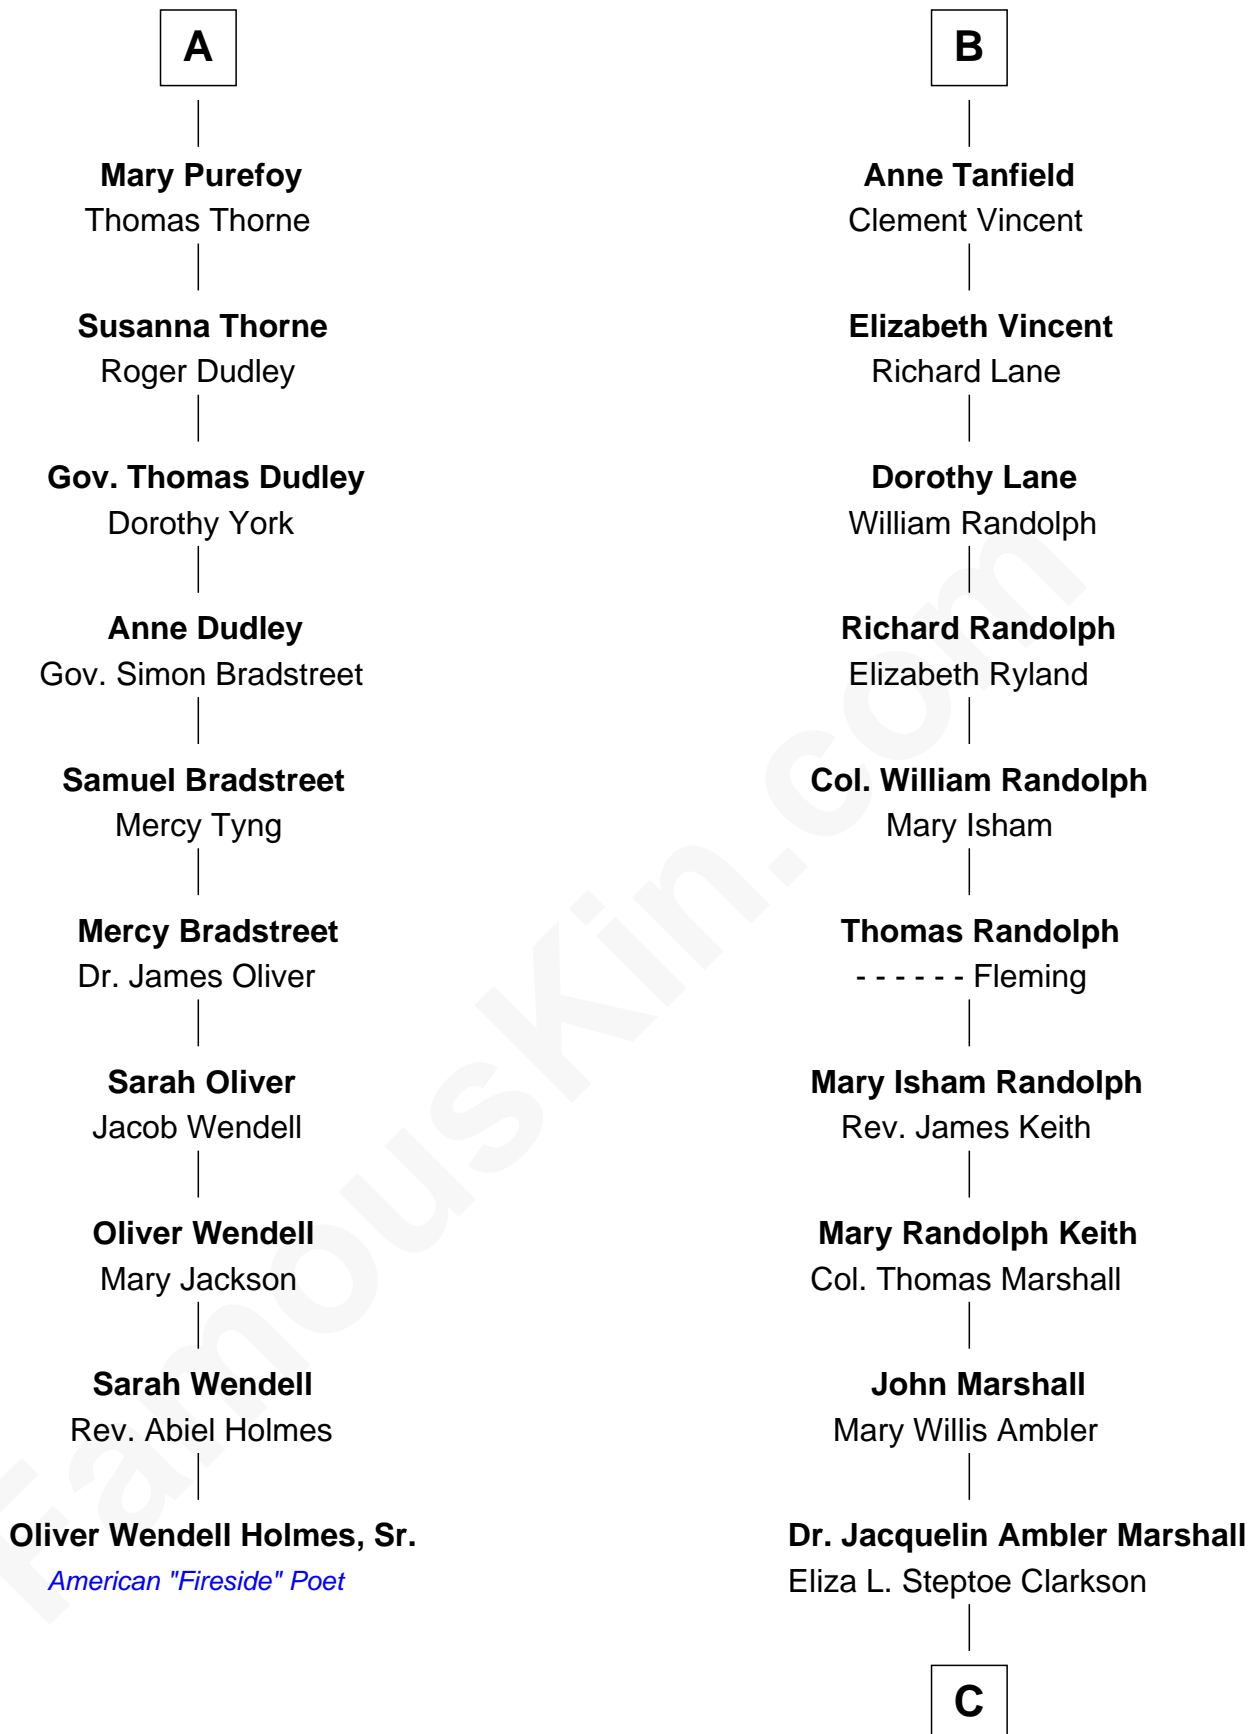 A
Mary Purefoy
Thomas Thorne
Susanna Thorne
Roger Dudley
Gov. Thomas Dudley
Dorothy York
Anne Dudley
Gov. Simon Bradstreet
Samuel Bradstreet
Mercy Tyng
Mercy Bradstreet
Dr. James Oliver
Sarah Oliver
Jacob Wendell
Oliver Wendell
Mary Jackson
Sarah Wendell
Rev. Abiel Holmes
Oliver Wendell Holmes, Sr.
American "Fireside" Poet
B
Anne Tanfield
Clement Vincent
Elizabeth Vincent
Richard Lane
Dorothy Lane
William Randolph
Richard Randolph
Elizabeth Ryland
Col. William Randolph
Mary Isham
Thomas Randolph
- - - - - - Fleming
Mary Isham Randolph
Rev. James Keith
Mary Randolph Keith
Col. Thomas Marshall
John Marshall
Mary Willis Ambler
Dr. Jacquelin Ambler Marshall
Eliza L. Steptoe Clarkson
C
FamousKin.com